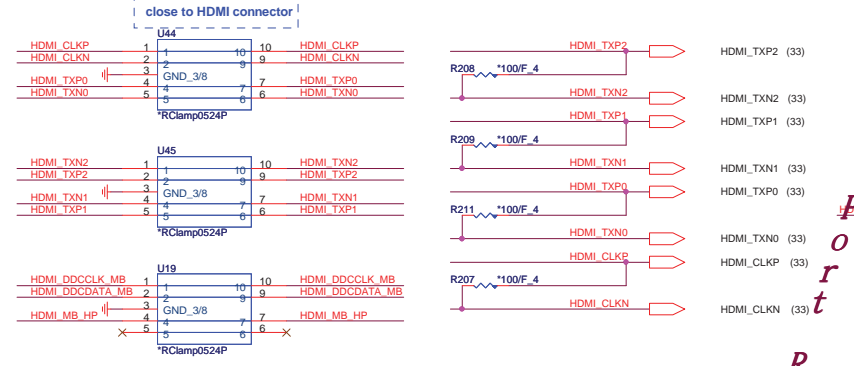 close to HDMI connector
U44
HDMI_CLKP 1 1 10 10 HDMI_CLKP
HDMI_CLKN 2 2 9 9 HDMI_CLKN
3 GND_3/8
HDMI_TXP0 4 4 7 7 HDMI_TXP0
HDMI_TXN0 5 5 6 6 HDMI_TXN0
*RClamp0524P
U45
HDMI_TXN2 1 1 10 10 HDMI_TXN2
HDMI_TXP2 2 2 9 9 HDMI_TXP2
3 GND_3/8
HDMI_TXN1 4 4 7 7 HDMI_TXN1
HDMI_TXP1 5 5 6 6 HDMI_TXP1
*RClamp0524P
U19
HDMI_DDCCLK_MB 1 1 10 10 HDMI_DDCCLK_MB
HDMI_DDCDATA_MB 2 2 9 9 HDMI_DDCDATA_MB
3 GND_3/8
HDMI_MB_HP 4 4 7 7 HDMI_MB_HP
5 5 6 6
*RClamp0524P
HDMI_TXP2 HDMI_TXP2 (33)
R208 *100/F_4
HDMI_TXN2 HDMI_TXN2 (33)
HDMI_TXP1 HDMI_TXP1 (33)
R209 *100/F_4
HDMI_TXN1 HDMI_TXN1 (33)
HDMI_TXP0 HDMI_TXP0 (33)
R211 *100/F_4
HDMI_TXN0 HDMI_TXN0 (33)
HDMI_CLKP HDMI_CLKP (33)
R207 *100/F_4
HDMI_CLKN HDMI_CLKN (33)